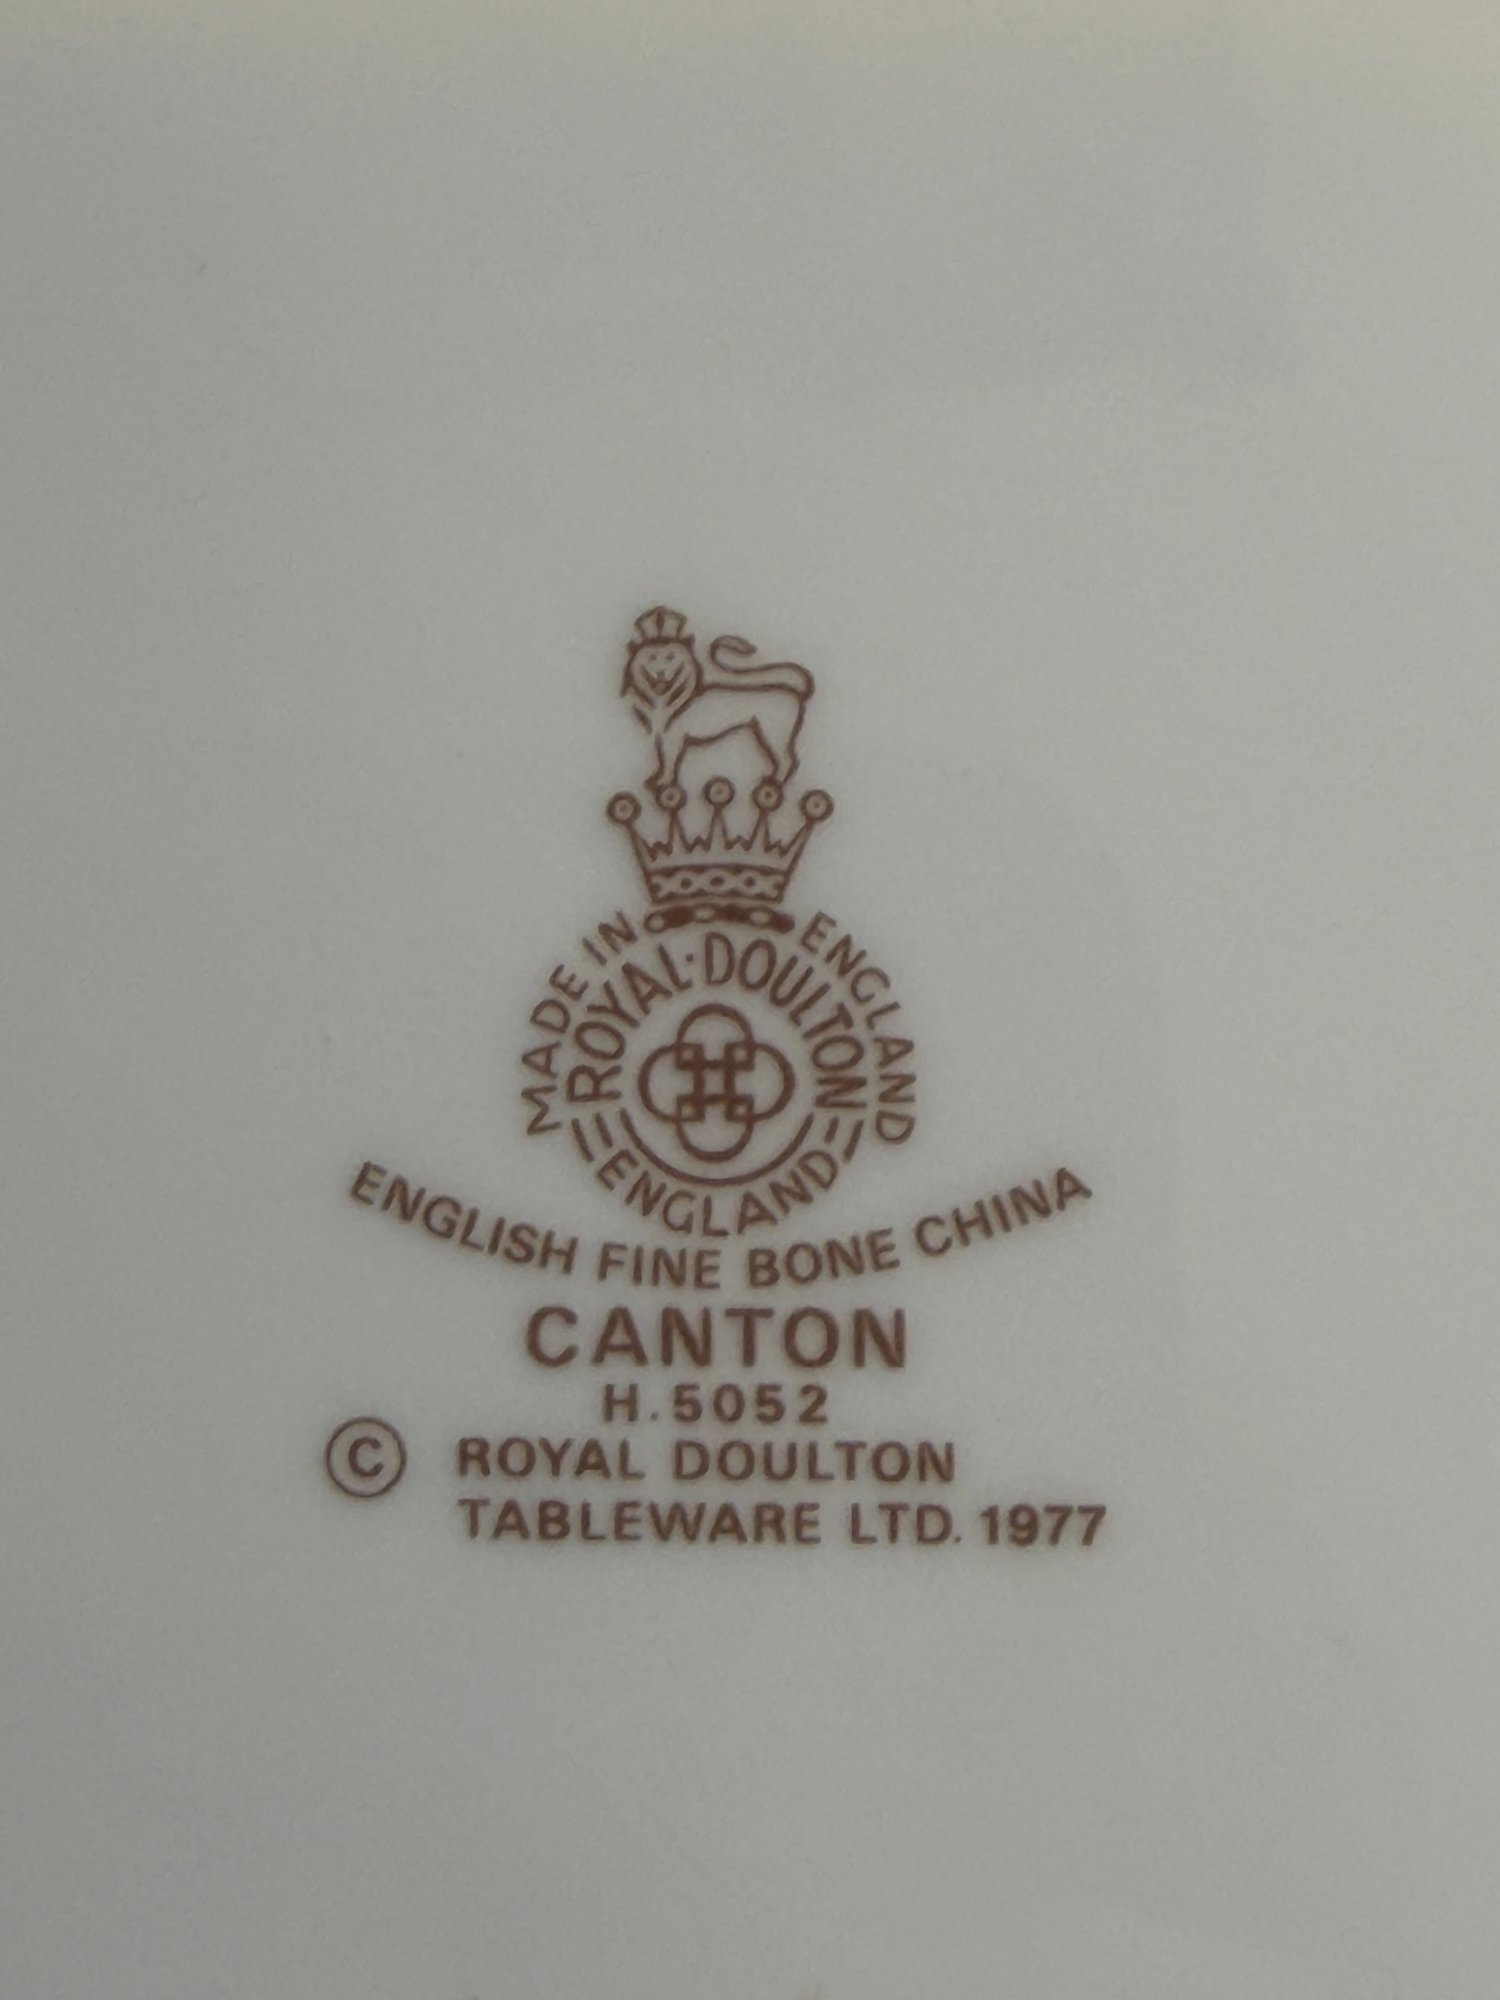 MADE IN ENGLAND
ROYAL·DOULTON
ENGLAND
ENGLISH FINE BONE CHINA
CANTON
H.5052
© ROYAL DOULTON
TABLEWARE LTD. 1977